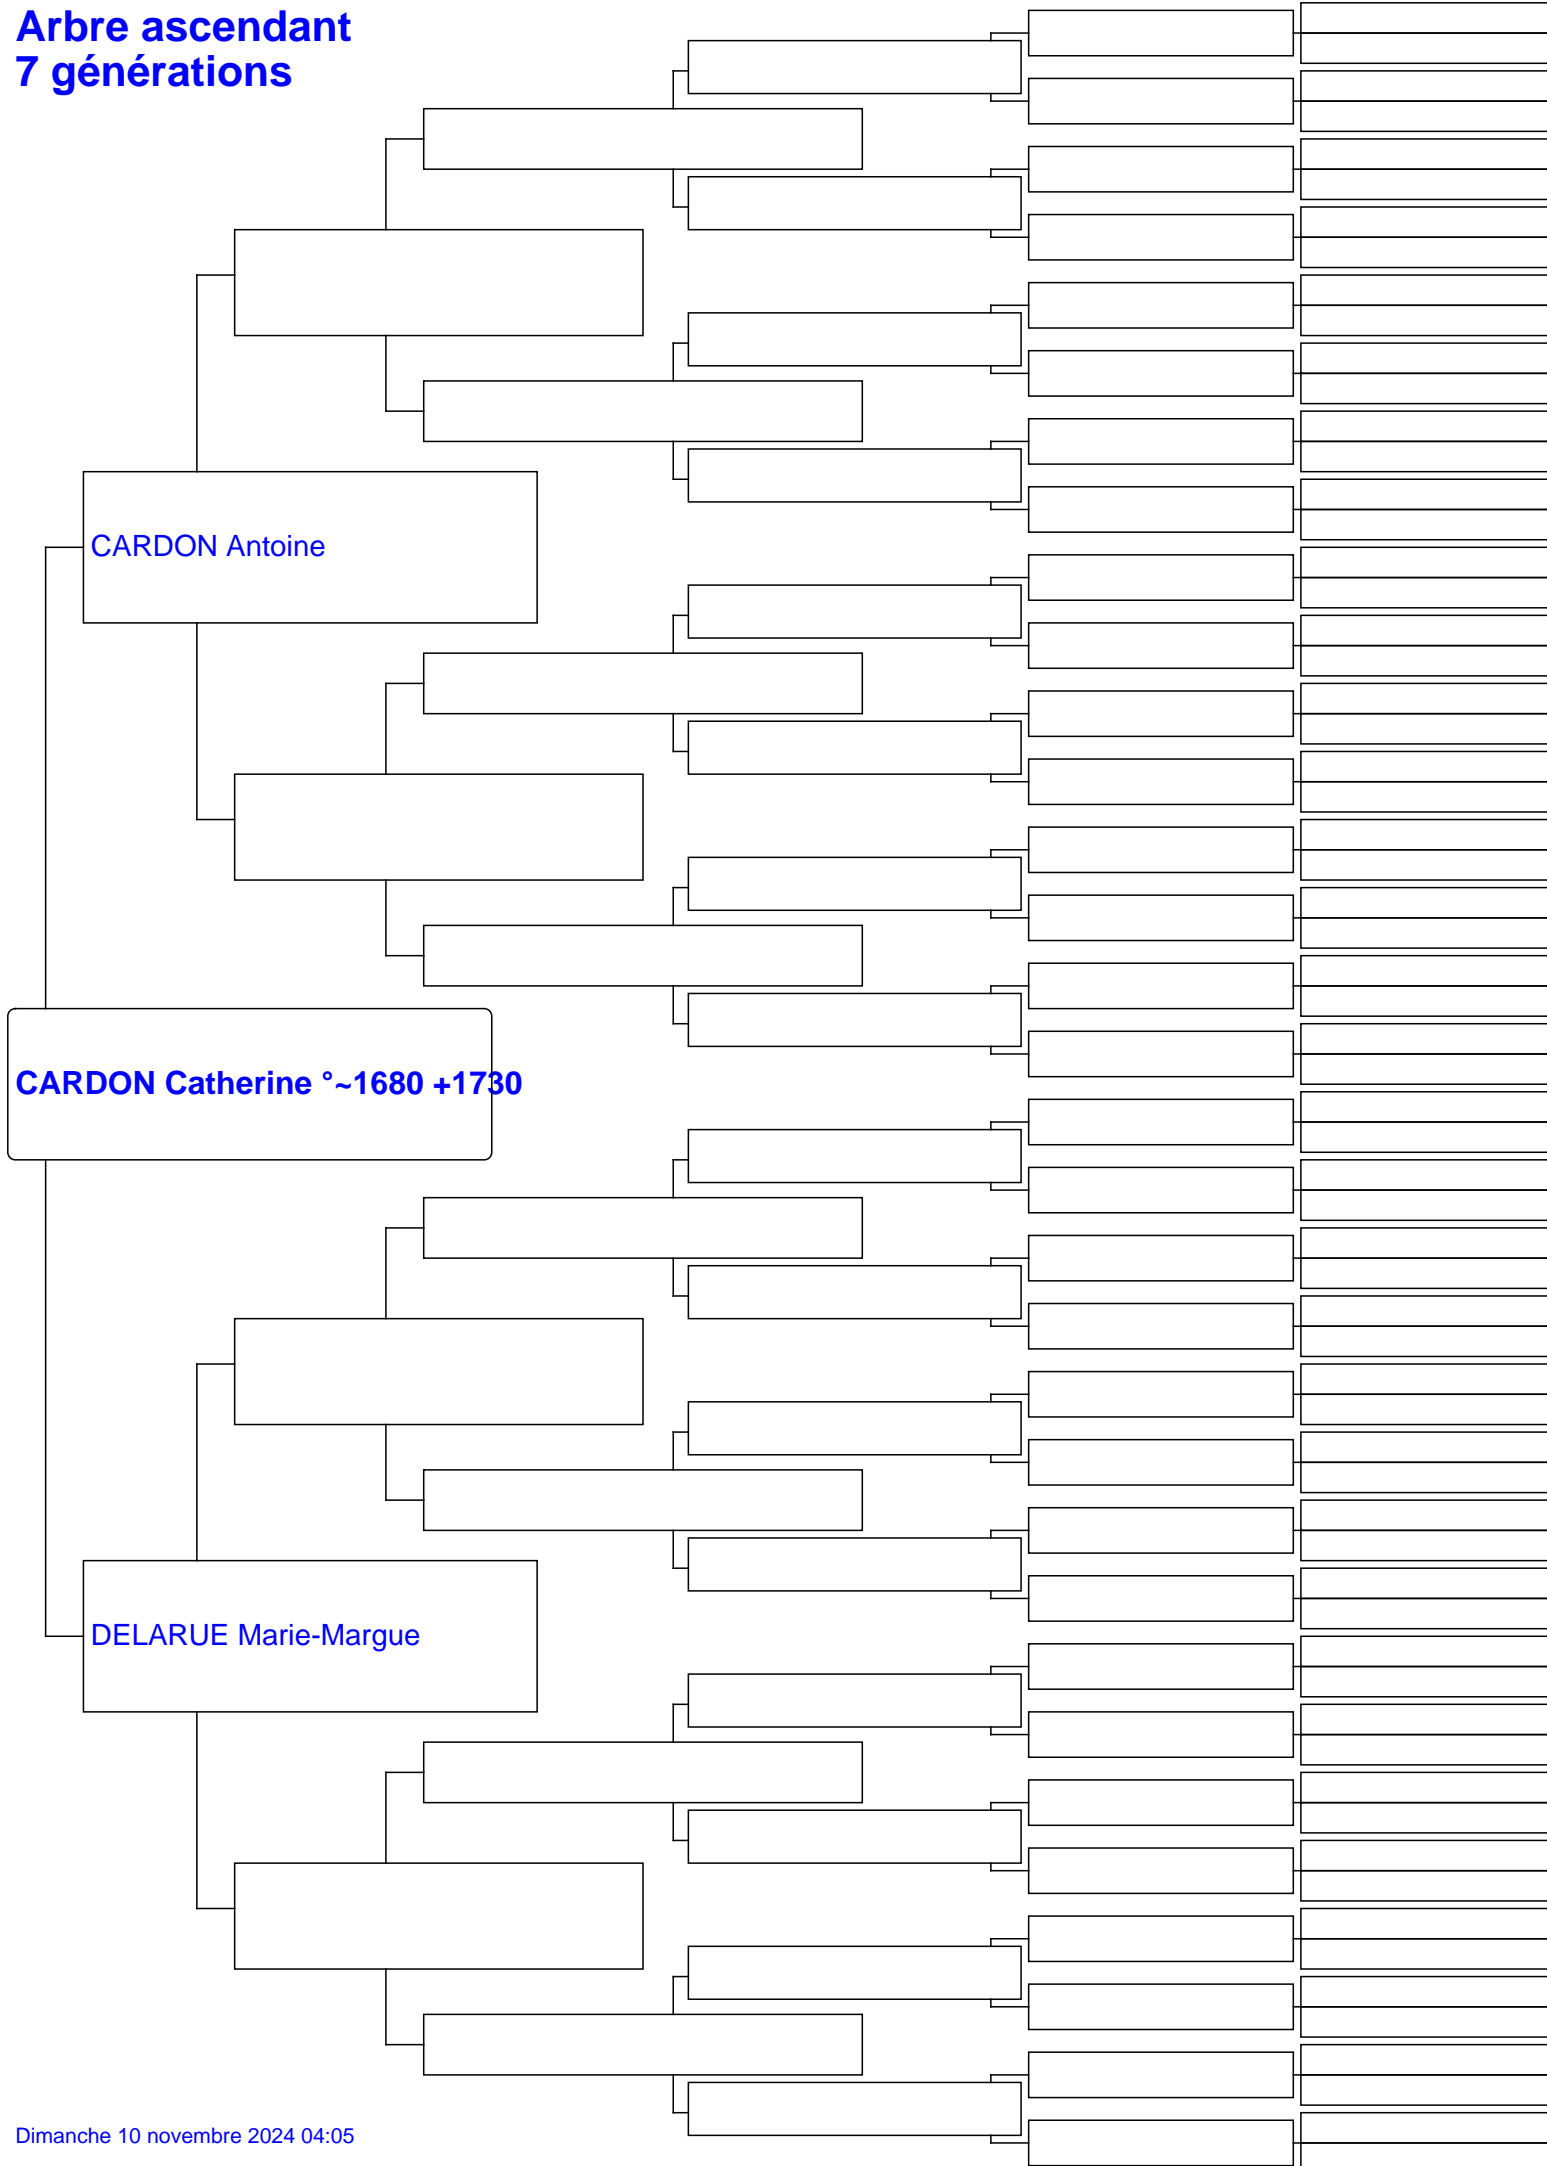 Arbre ascendant
7 générations
CARDON Antoine
CARDON Catherine °~1680 +1730
DELARUE Marie-Margue
Dimanche 10 novembre 2024 04:05